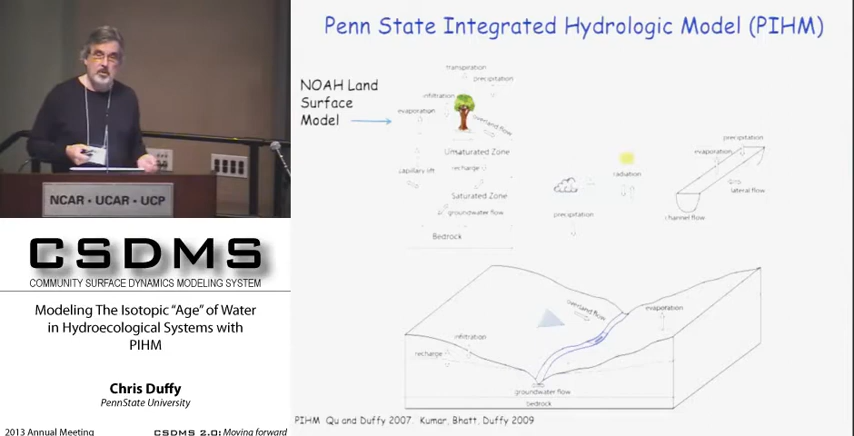 Penn State Integrated Hydrologic Model (PIHM)
NOAH Land
Surface
Model
transpiration
precipitation
infiltration
evaporation
overland flow
Unsaturated Zone
capillary lift
recharge
Saturated Zone
groundwater flow
Bedrock
radiation
precipitation
precipitation
evaporation
lateral flow
channel flow
overland flow
evaporation
infiltration
recharge
groundwater flow
bedrock
PIHM Qu and Duffy 2007. Kumar, Bhatt, Duffy 2009
NCAR • UCAR • UCP
CSDMS
COMMUNITY SURFACE DYNAMICS MODELING SYSTEM
Modeling The Isotopic "Age" of Water
in Hydroecological Systems with
PIHM
Chris Duffy
PennState University
2013 Annual Meeting
CSDMS 2.0: Moving forward